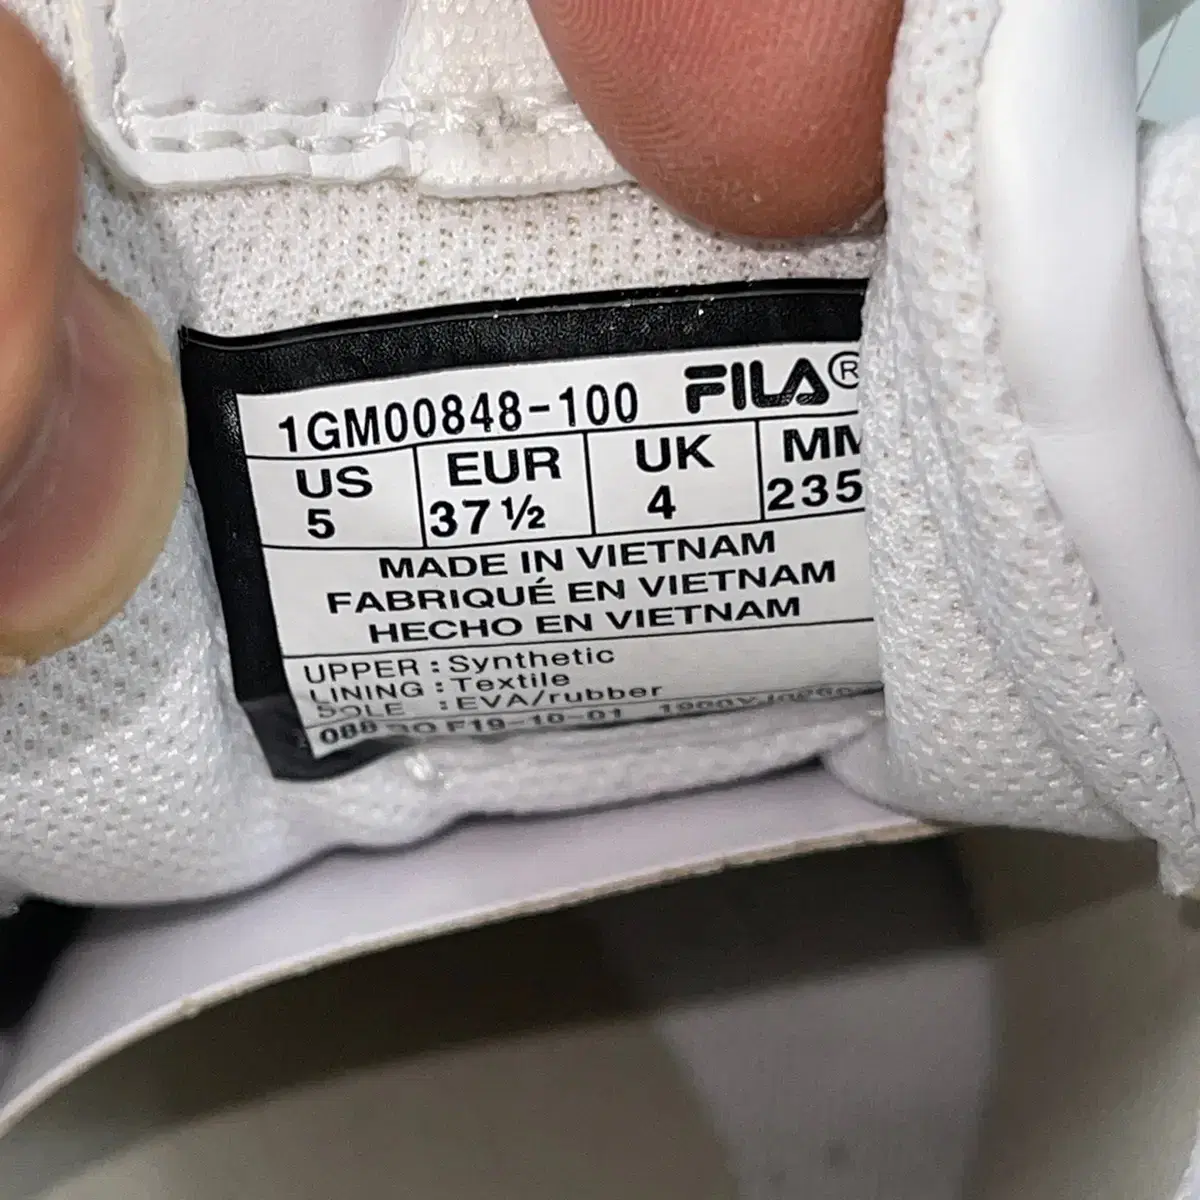 1GM00848-100 FILA®
US EUR UK MM
5 37½ 4 235
MADE IN VIETNAM
FABRIQUÉ EN VIETNAM
HECHO EN VIETNAM
UPPER : Synthetic
LINING : Textile
SOLE : EVA/rubber
088 F19-10-01